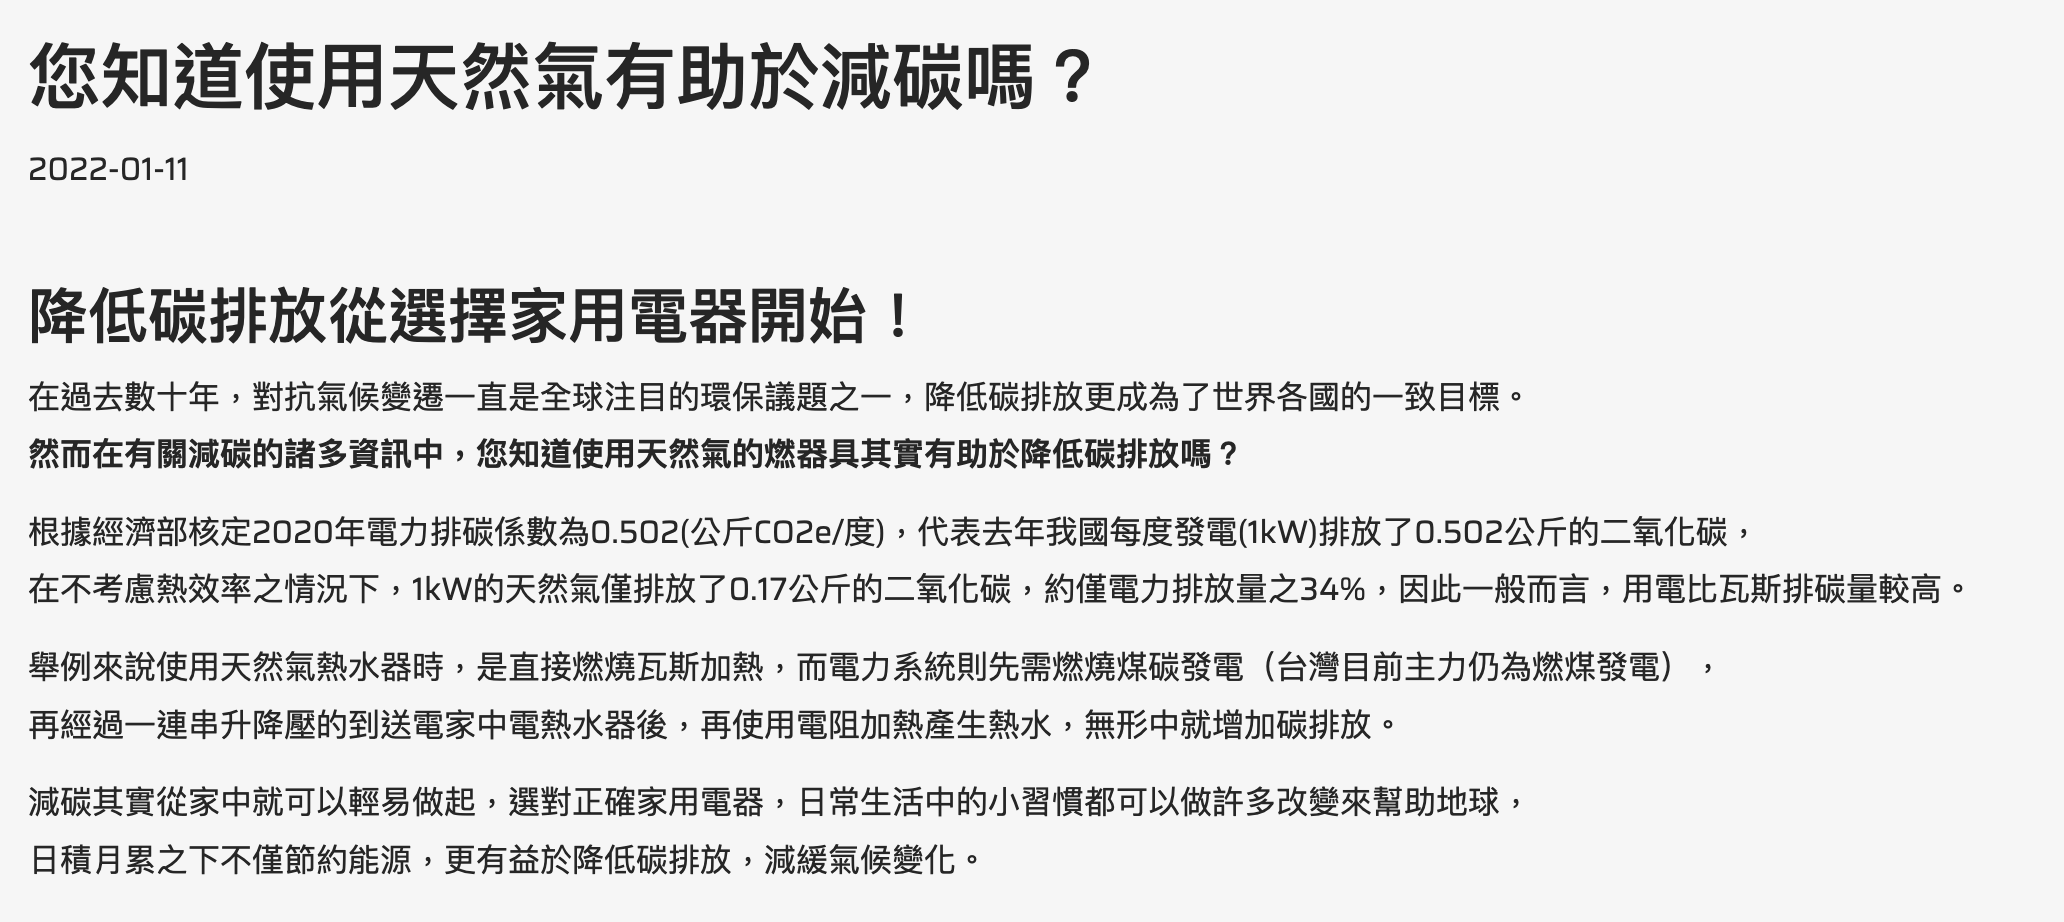 您知道使用天然氣有助於減碳嗎？
2022-01-11
降低碳排放從選擇家用電器開始！
在過去數十年，對抗氣候變遷一直是全球注目的環保議題之一，降低碳排放更成為了世界各國的一致目標。
然而在有關減碳的諸多資訊中，您知道使用天然氣的燃器具其實有助於降低碳排放嗎？
根據經濟部核定2020年電力排碳係數為0.502(公斤CO2e/度)，代表去年我國每度發電(1kW)排放了0.502公斤的二氧化碳，
在不考慮熱效率之情況下，1kW的天然氣僅排放了0.17公斤的二氧化碳，約僅電力排放量之34%，因此一般而言，用電比瓦斯排碳量較高。
舉例來說使用天然氣熱水器時，是直接燃燒瓦斯加熱，而電力系統則先需燃燒煤碳發電（台灣目前主力仍為燃煤發電），
再經過一連串升降壓的到送電家中電熱水器後，再使用電阻加熱產生熱水，無形中就增加碳排放。
減碳其實從家中就可以輕易做起，選對正確家用電器，日常生活中的小習慣都可以做許多改變來幫助地球，
日積月累之下不僅節約能源，更有益於降低碳排放，減緩氣候變化。